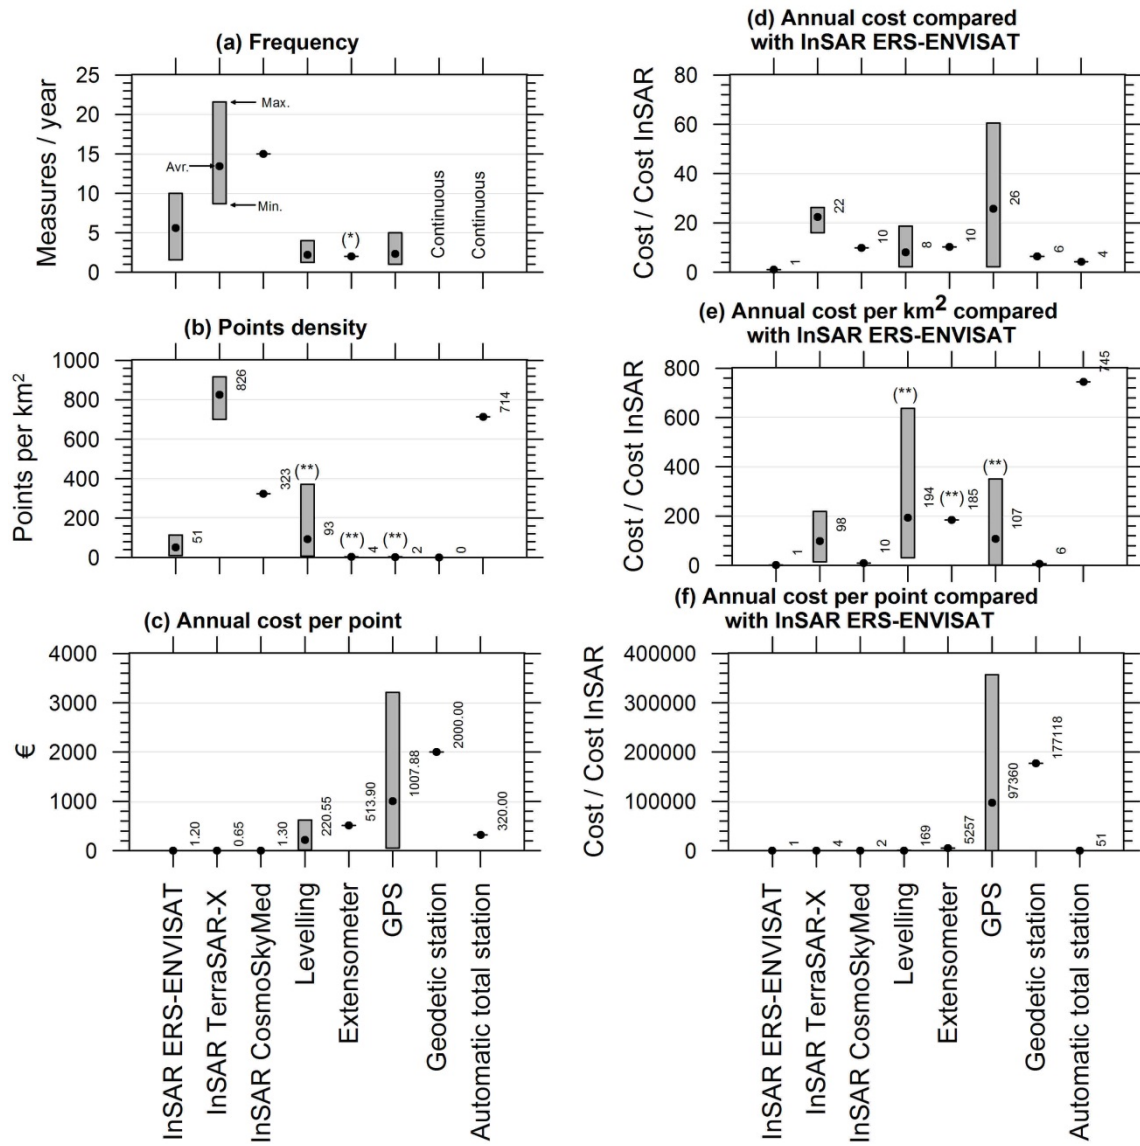 (a) Frequency
Measures / year
25
20
15
10
5
0
Max.
Avr.
Min.
(*)
Continuous
Continuous
(b) Points density
Points per km²
1000
800
600
400
200
0
51
826
323
(**)
93
(**)
4
(**)
2
0
714
(c) Annual cost per point
€
4000
3000
2000
1000
0
1.20
0.65
1.30
220.55
513.90
1007.88
2000.00
320.00
InSAR ERS-ENVISAT
InSAR TerraSAR-X
InSAR CosmoSkyMed
Levelling
Extensometer
GPS
Geodetic station
Automatic total station
(d) Annual cost compared
with InSAR ERS-ENVISAT
Cost / Cost InSAR
80
60
40
20
0
1
22
10
8
10
26
6
4
(e) Annual cost per km² compared
with InSAR ERS-ENVISAT
Cost / Cost InSAR
800
600
400
200
0
1
98
10
(**)
194
(**)
185
(**)
107
6
745
(f) Annual cost per point compared
with InSAR ERS-ENVISAT
Cost / Cost InSAR
400000
300000
200000
100000
0
1
4
2
169
5257
97360
177118
51
InSAR ERS-ENVISAT
InSAR TerraSAR-X
InSAR CosmoSkyMed
Levelling
Extensometer
GPS
Geodetic station
Automatic total station